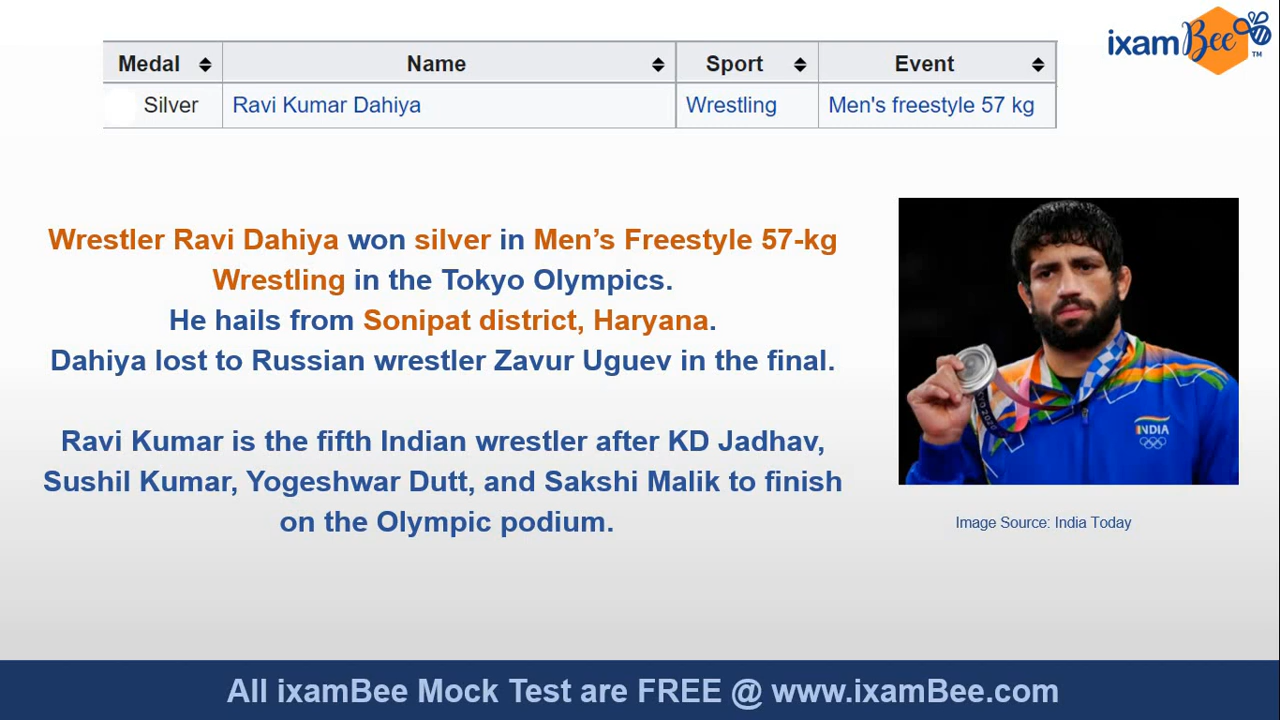 ixamBee
TM
Medal Name Sport Event
Silver Ravi Kumar Dahiya Wrestling Men's freestyle 57 kg
Wrestler Ravi Dahiya won silver in Men’s Freestyle 57-kg
Wrestling in the Tokyo Olympics.
He hails from Sonipat district, Haryana.
Dahiya lost to Russian wrestler Zavur Uguev in the final.
Ravi Kumar is the fifth Indian wrestler after KD Jadhav,
Sushil Kumar, Yogeshwar Dutt, and Sakshi Malik to finish
on the Olympic podium.
INDIA
Image Source: India Today
All ixamBee Mock Test are FREE @ www.ixamBee.com